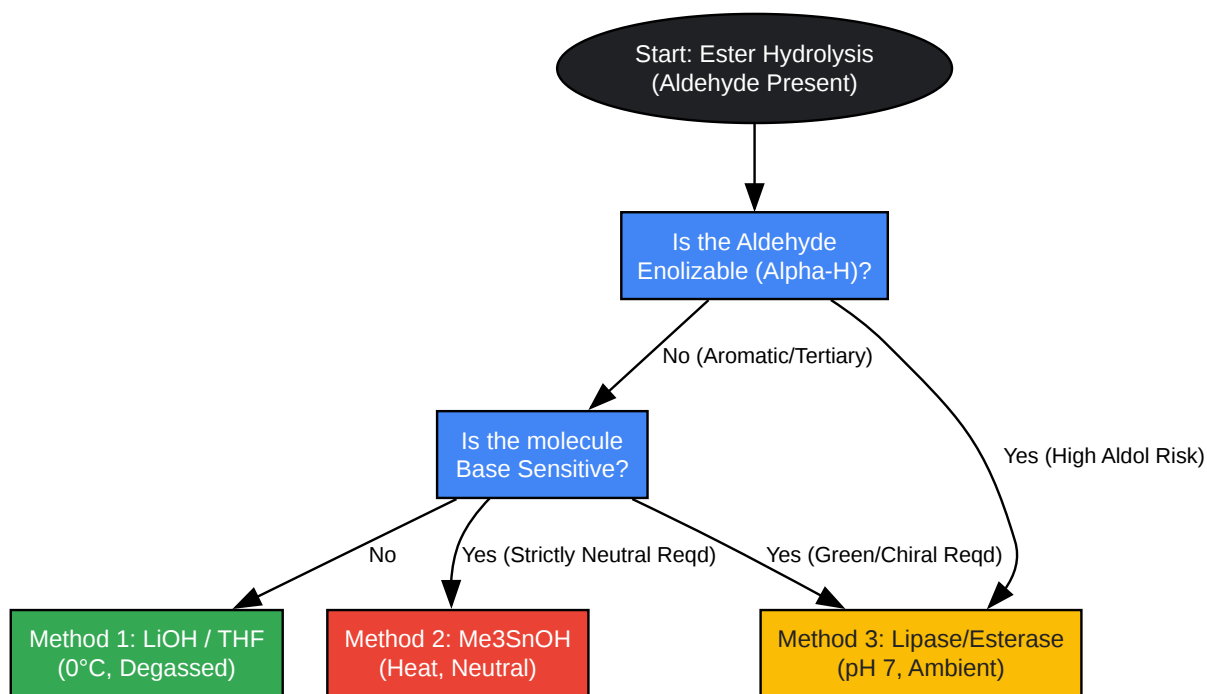 Start: Ester Hydrolysis
(Aldehyde Present)
Is the Aldehyde
Enolizable (Alpha-H)?
No (Aromatic/Tertiary)
Is the molecule
Base Sensitive?
Yes (High Aldol Risk)
No
Yes (Strictly Neutral Reqd)
Yes (Green/Chiral Reqd)
Method 1: LiOH / THF
(0°C, Degassed)
Method 2: Me3SnOH
(Heat, Neutral)
Method 3: Lipase/Esterase
(pH 7, Ambient)